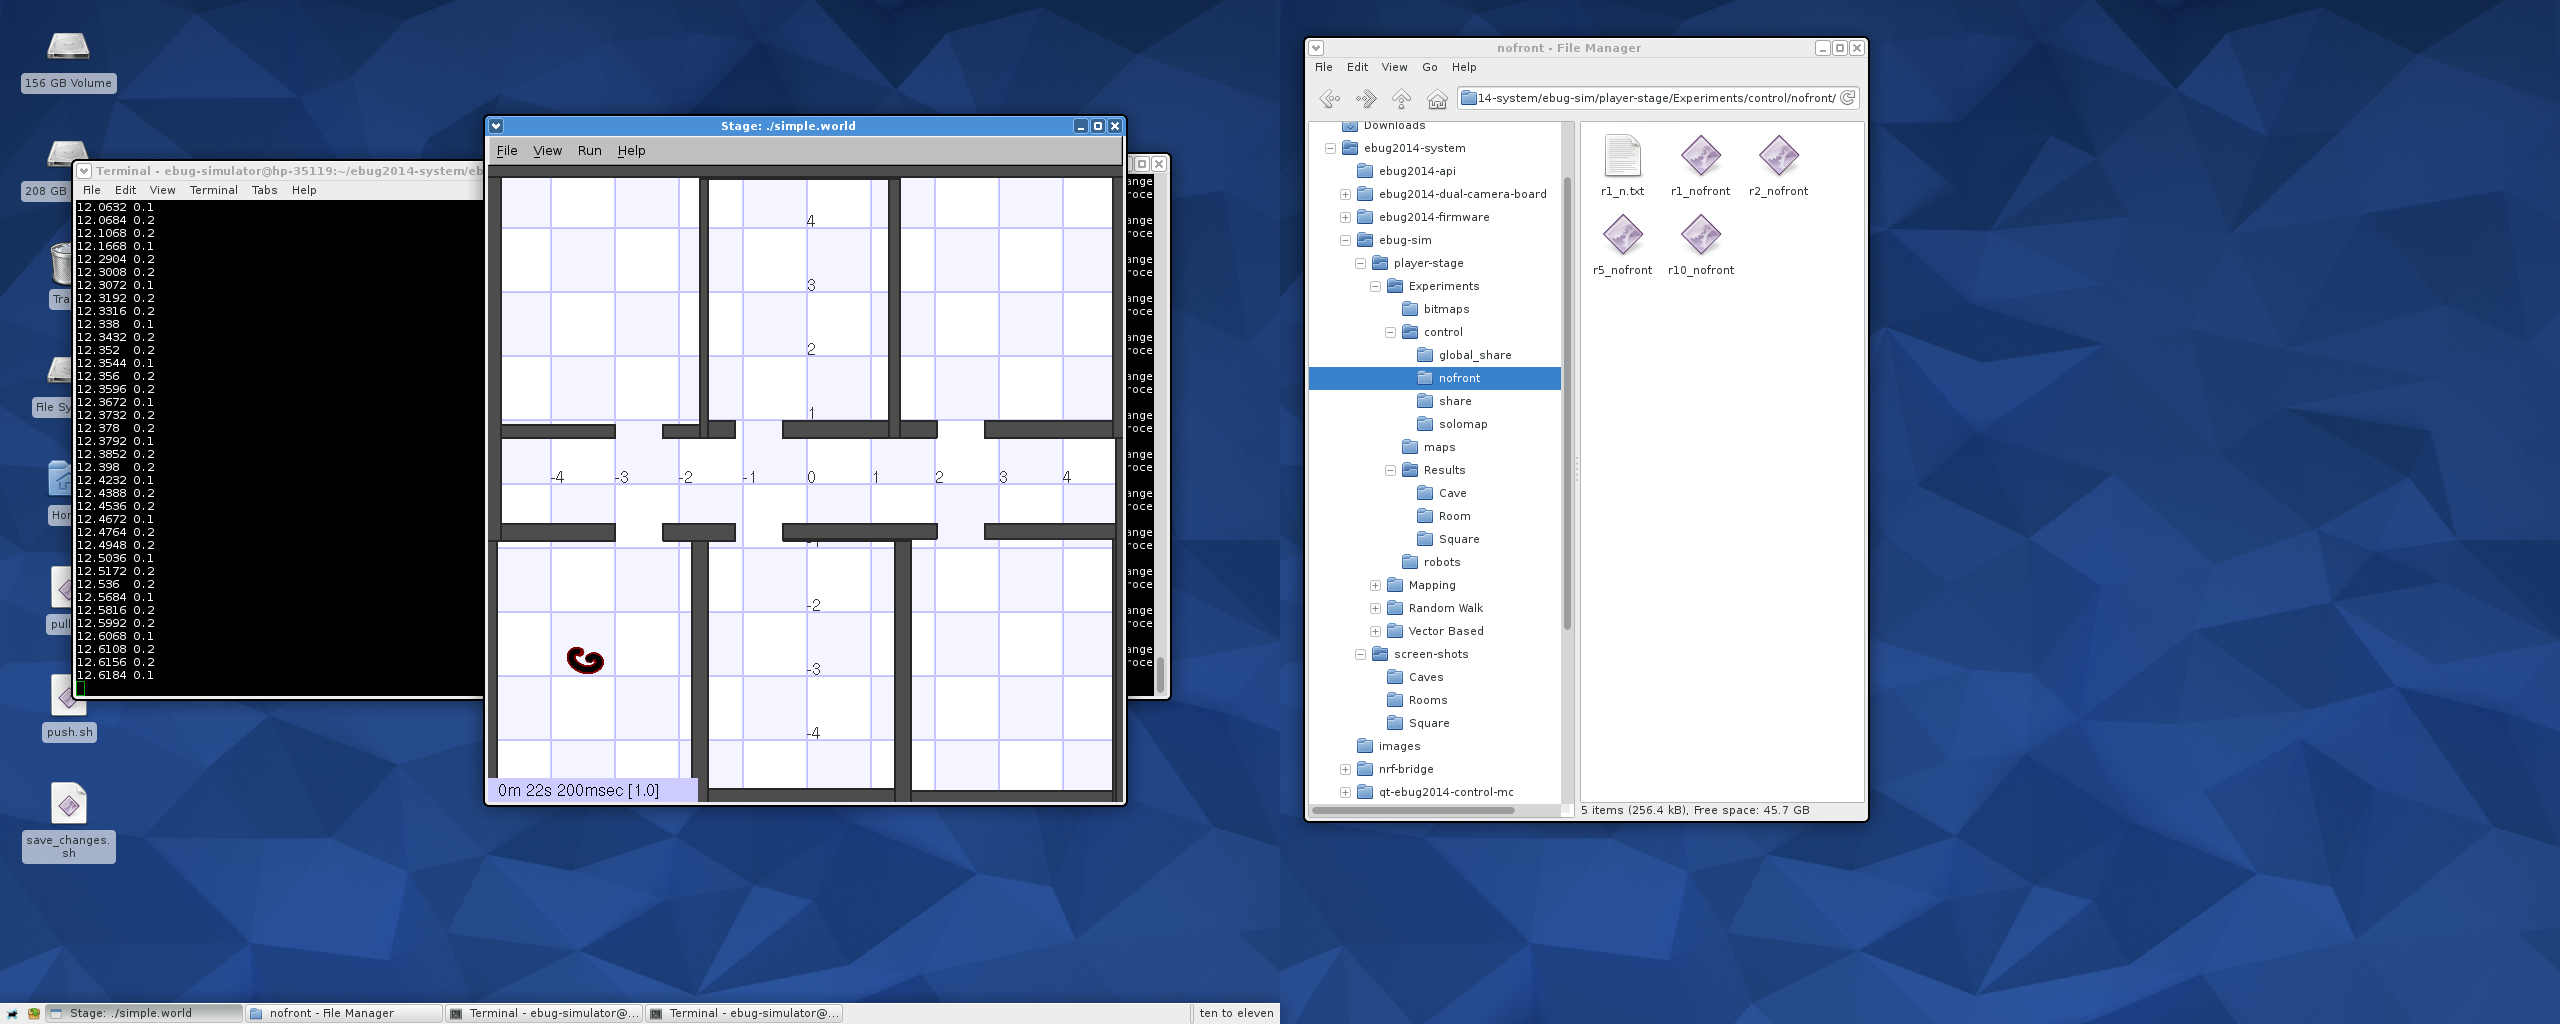 156 GB Volume
208 GB
Tra
File Sy
Hor
pull
push.sh
save_changes.
sh
Terminal - ebug-simulator@hp-35119:~/ebug2014-system/eb
File Edit View Terminal Tabs Help
12.0632 0.1
12.0684 0.2
12.1068 0.2
12.1668 0.1
12.2904 0.2
12.3008 0.2
12.3072 0.1
12.3192 0.2
12.3316 0.2
12.338 0.1
12.3432 0.2
12.352 0.2
12.3544 0.1
12.356 0.2
12.3596 0.2
12.3672 0.1
12.3732 0.2
12.378 0.2
12.3792 0.1
12.3852 0.2
12.398 0.2
12.4232 0.1
12.4388 0.2
12.4536 0.2
12.4672 0.1
12.4764 0.2
12.4948 0.2
12.5036 0.1
12.5172 0.2
12.536 0.2
12.5684 0.1
12.5816 0.2
12.5992 0.2
12.6068 0.1
12.6108 0.2
12.6156 0.2
12.6184 0.1
Stage: ./simple.world
File View Run Help
4
3
2
1
-4 -3 -2 -1 0 1 2 3 4
-1
-2
-3
-4
0m 22s 200msec [1.0]
ange
roce
ange
roce
ange
roce
ange
roce
ange
roce
ange
roce
ange
roce
ange
roce
ange
roce
ange
roce
ange
roce
ange
roce
ange
roce
nofront - File Manager
File Edit View Go Help
14-system/ebug-sim/player-stage/Experiments/control/nofront/
Downloads
ebug2014-system
ebug2014-api
ebug2014-dual-camera-board
ebug2014-firmware
ebug-sim
player-stage
Experiments
bitmaps
control
global_share
nofront
share
solomap
maps
Results
Cave
Room
Square
robots
Mapping
Random Walk
Vector Based
screen-shots
Caves
Rooms
Square
images
nrf-bridge
qt-ebug2014-control-mc
r1_n.txt r1_nofront r2_nofront
r5_nofront r10_nofront
5 items (256.4 kB), Free space: 45.7 GB
Stage: ./simple.world
nofront - File Manager
Terminal - ebug-simulator@...
Terminal - ebug-simulator@...
ten to eleven